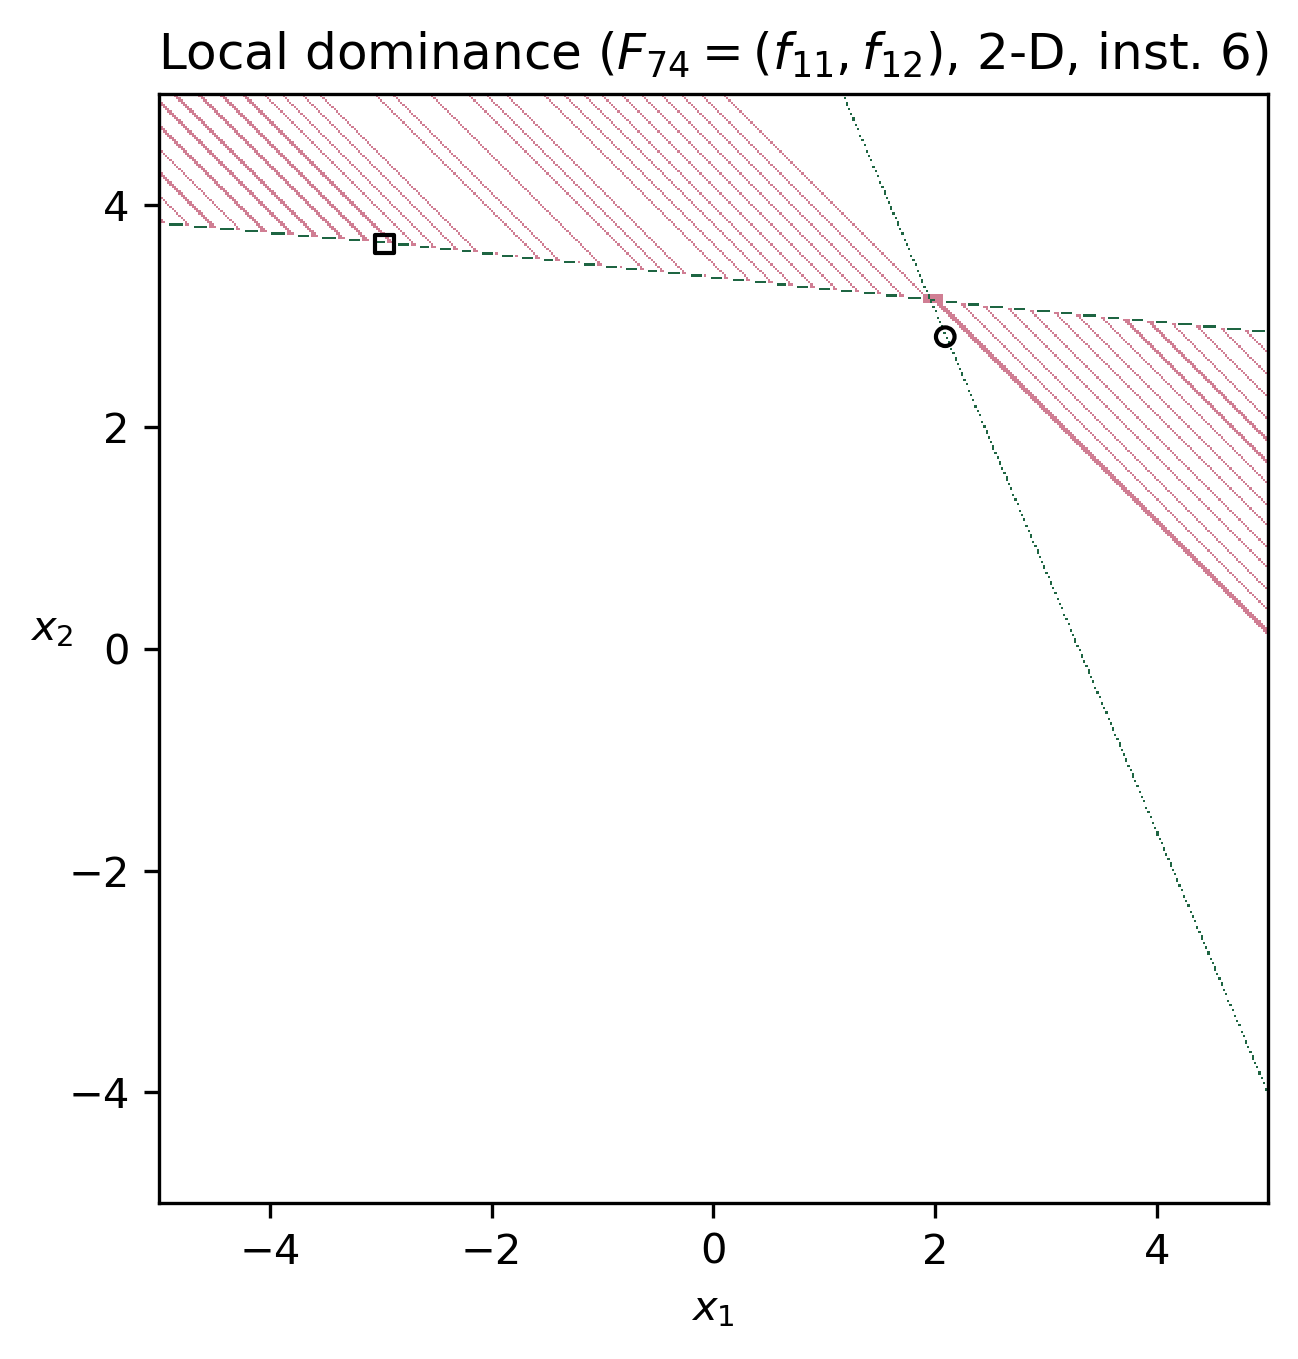 Local dominance (F₇₄ = (f₁₁, f₁₂), 2-D, inst. 6)
4
2
x₂ 0
−2
−4
−4 −2 0 2 4
x₁